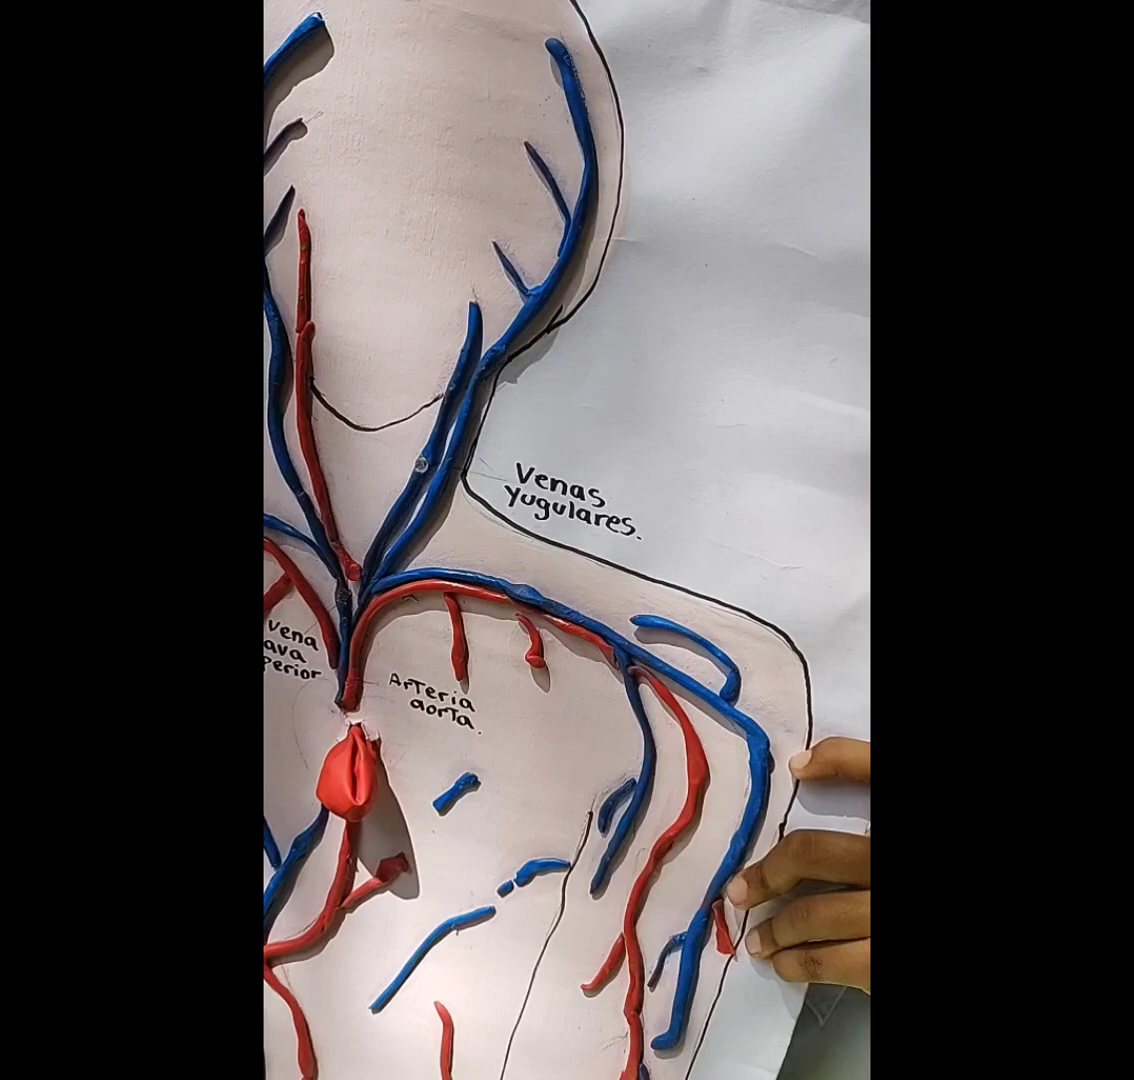 Venas
yugulares.
Vena
ava
perior
Arteria
aorta.